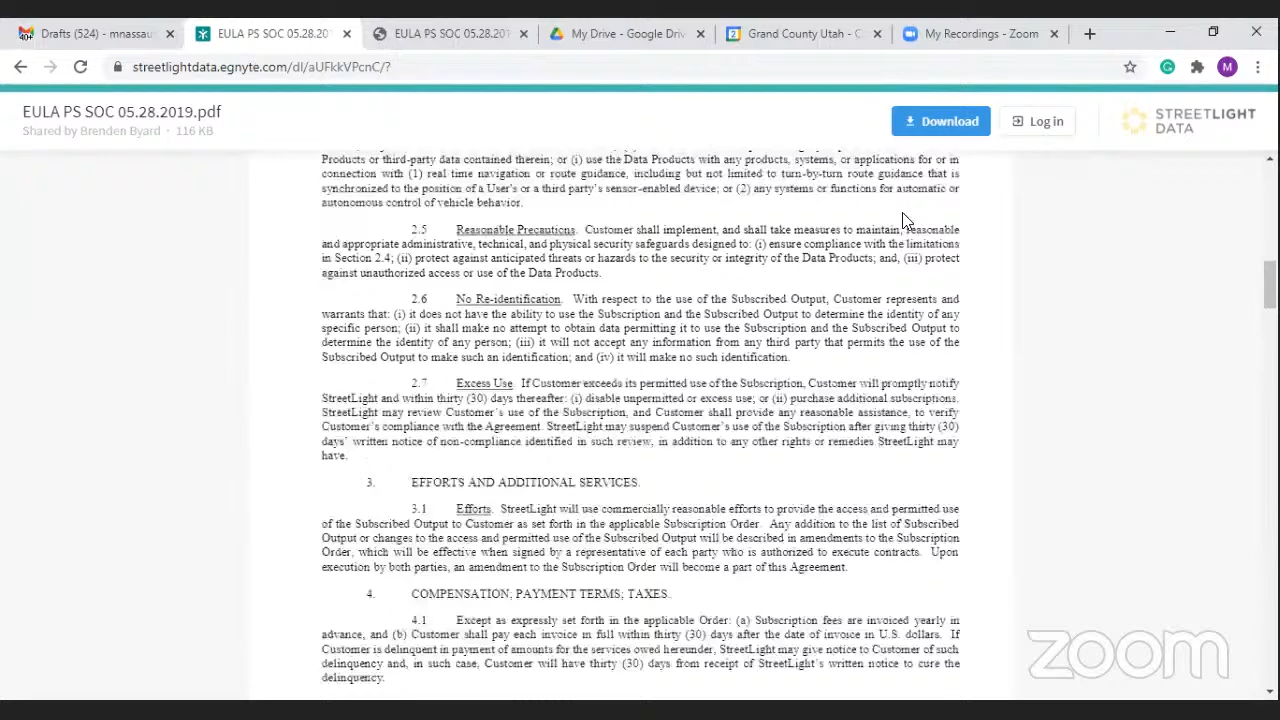 40+ Drafts (524) - mnassau
EULA PS SOC 05.28.201
EULA PS SOC 05.28.201
My Drive - Google Driv
Grand County Utah - C
My Recordings - Zoom
streetlightdata.egnyte.com/dl/aUFkkVPcnC/?
M
EULA PS SOC 05.28.2019.pdf
Shared by Brenden Byard · 116 KB
Download
Log in
STREETLIGHT
DATA
Products or third-party data contained therein; or (i) use the Data Products with any products, systems, or applications for or in
connection with (1) real time navigation or route guidance, including but not limited to turn-by-turn route guidance that is
synchronized to the position of a User's or a third party's sensor-enabled device; or (2) any systems or functions for automatic or
autonomous control of vehicle behavior.
2.5 Reasonable Precautions. Customer shall implement, and shall take measures to maintain, reasonable
and appropriate administrative, technical, and physical security safeguards designed to: (i) ensure compliance with the limitations
in Section 2.4; (ii) protect against anticipated threats or hazards to the security or integrity of the Data Products; and, (iii) protect
against unauthorized access or use of the Data Products.
2.6 No Re-identification. With respect to the use of the Subscribed Output, Customer represents and
warrants that: (i) it does not have the ability to use the Subscription and the Subscribed Output to determine the identity of any
specific person; (ii) it shall make no attempt to obtain data permitting it to use the Subscription and the Subscribed Output to
determine the identity of any person; (iii) it will not accept any information from any third party that permits the use of the
Subscribed Output to make such an identification; and (iv) it will make no such identification.
2.7 Excess Use. If Customer exceeds its permitted use of the Subscription, Customer will promptly notify
StreetLight and within thirty (30) days thereafter: (i) disable unpermitted or excess use; or (ii) purchase additional subscriptions.
StreetLight may review Customer's use of the Subscription, and Customer shall provide any reasonable assistance, to verify
Customer's compliance with the Agreement. StreetLight may suspend Customer's use of the Subscription after giving thirty (30)
days' written notice of non-compliance identified in such review, in addition to any other rights or remedies StreetLight may
have.
3. EFFORTS AND ADDITIONAL SERVICES.
3.1 Efforts. StreetLight will use commercially reasonable efforts to provide the access and permitted use
of the Subscribed Output to Customer as set forth in the applicable Subscription Order. Any addition to the list of Subscribed
Output or changes to the access and permitted use of the Subscribed Output will be described in amendments to the Subscription
Order, which will be effective when signed by a representative of each party who is authorized to execute contracts. Upon
execution by both parties, an amendment to the Subscription Order will become a part of this Agreement.
4. COMPENSATION; PAYMENT TERMS; TAXES.
4.1 Except as expressly set forth in the applicable Order: (a) Subscription fees are invoiced yearly in
advance, and (b) Customer shall pay each invoice in full within thirty (30) days after the date of invoice in U.S. dollars. If
Customer is delinquent in payment of amounts for the services owed hereunder, StreetLight may give notice to Customer of such
delinquency and, in such case, Customer will have thirty (30) days from receipt of StreetLight's written notice to cure the
delinquency.
zoom